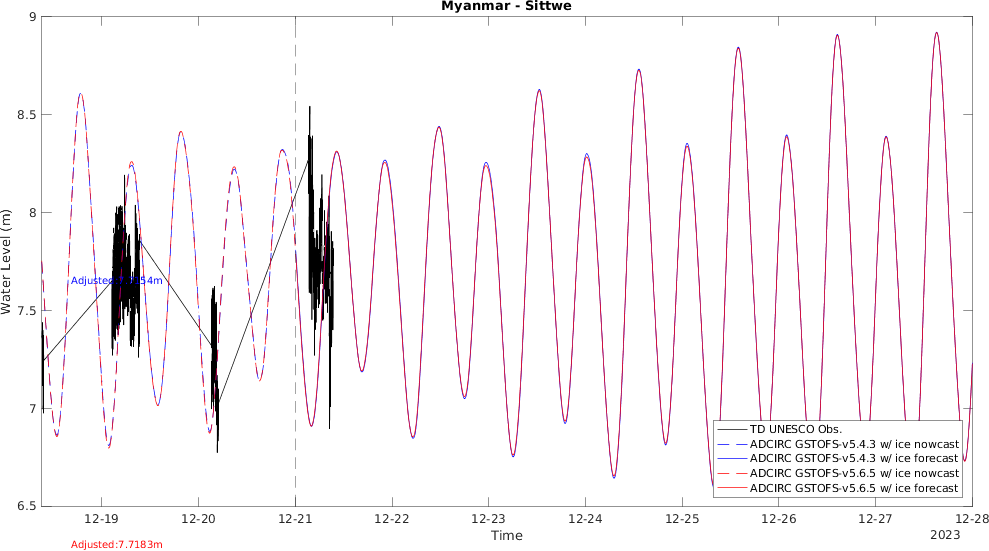 Myanmar - Sittwe
9
8.5
8
7.5
7
6.5
Water Level (m)
12-19 12-20 12-21 12-22 12-23 12-24 12-25 12-26 12-27 12-28
2023
Time
TD UNESCO Obs.
ADCIRC GSTOFS-v5.4.3 w/ ice nowcast
ADCIRC GSTOFS-v5.4.3 w/ ice forecast
ADCIRC GSTOFS-v5.6.5 w/ ice nowcast
ADCIRC GSTOFS-v5.6.5 w/ ice forecast
Adjusted:7.7183m